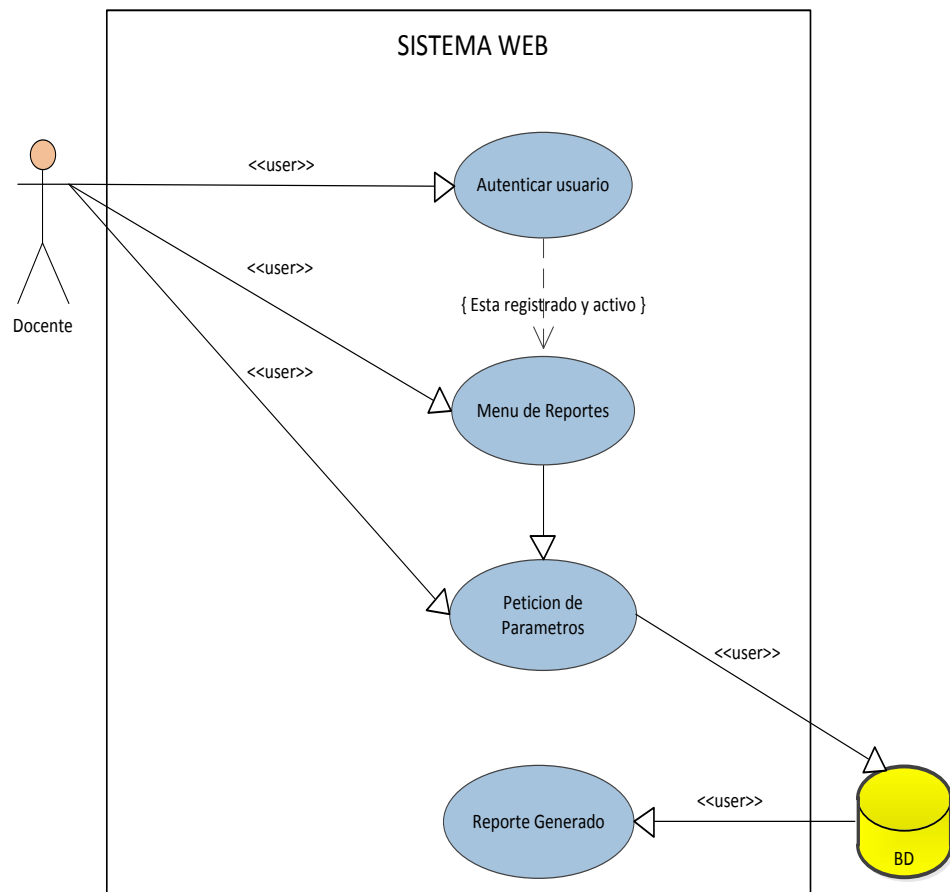 SISTEMA WEB
<<user>>
Autenticar usuario
<<user>>
{ Esta registrado y activo }
Docente
<<user>>
Menu de Reportes
Peticion de
Parametros
<<user>>
<<user>>
Reporte Generado
BD